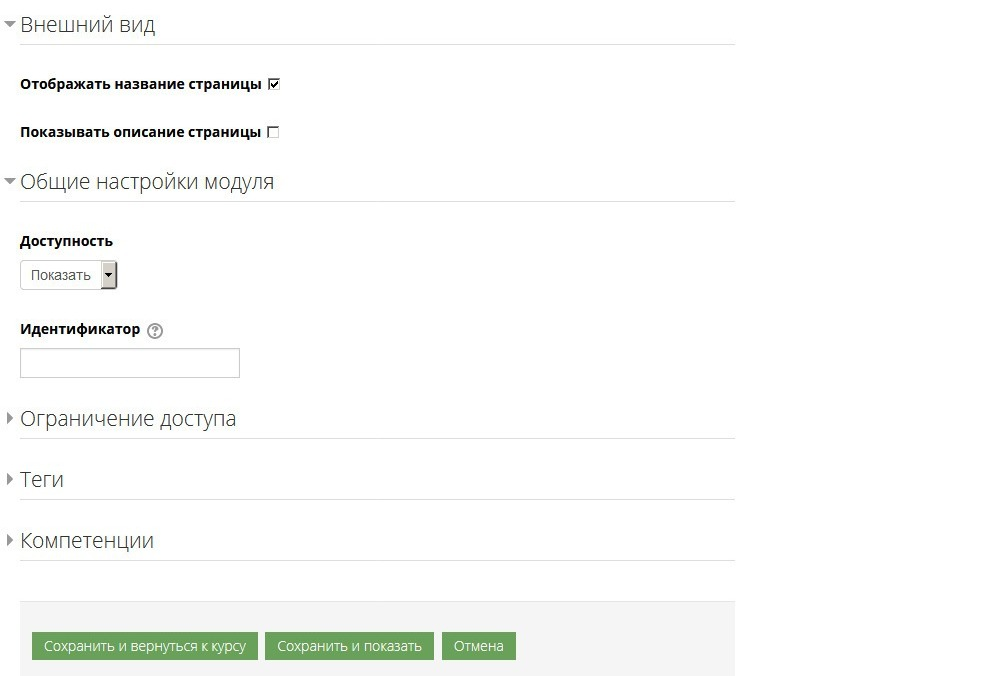 Внешний вид
Отображать название страницы
Показывать описание страницы
Общие настройки модуля
Доступность
Показать
Идентификатор
Ограничение доступа
Теги
Компетенции
Сохранить и вернуться к курсу Сохранить и показать Отмена